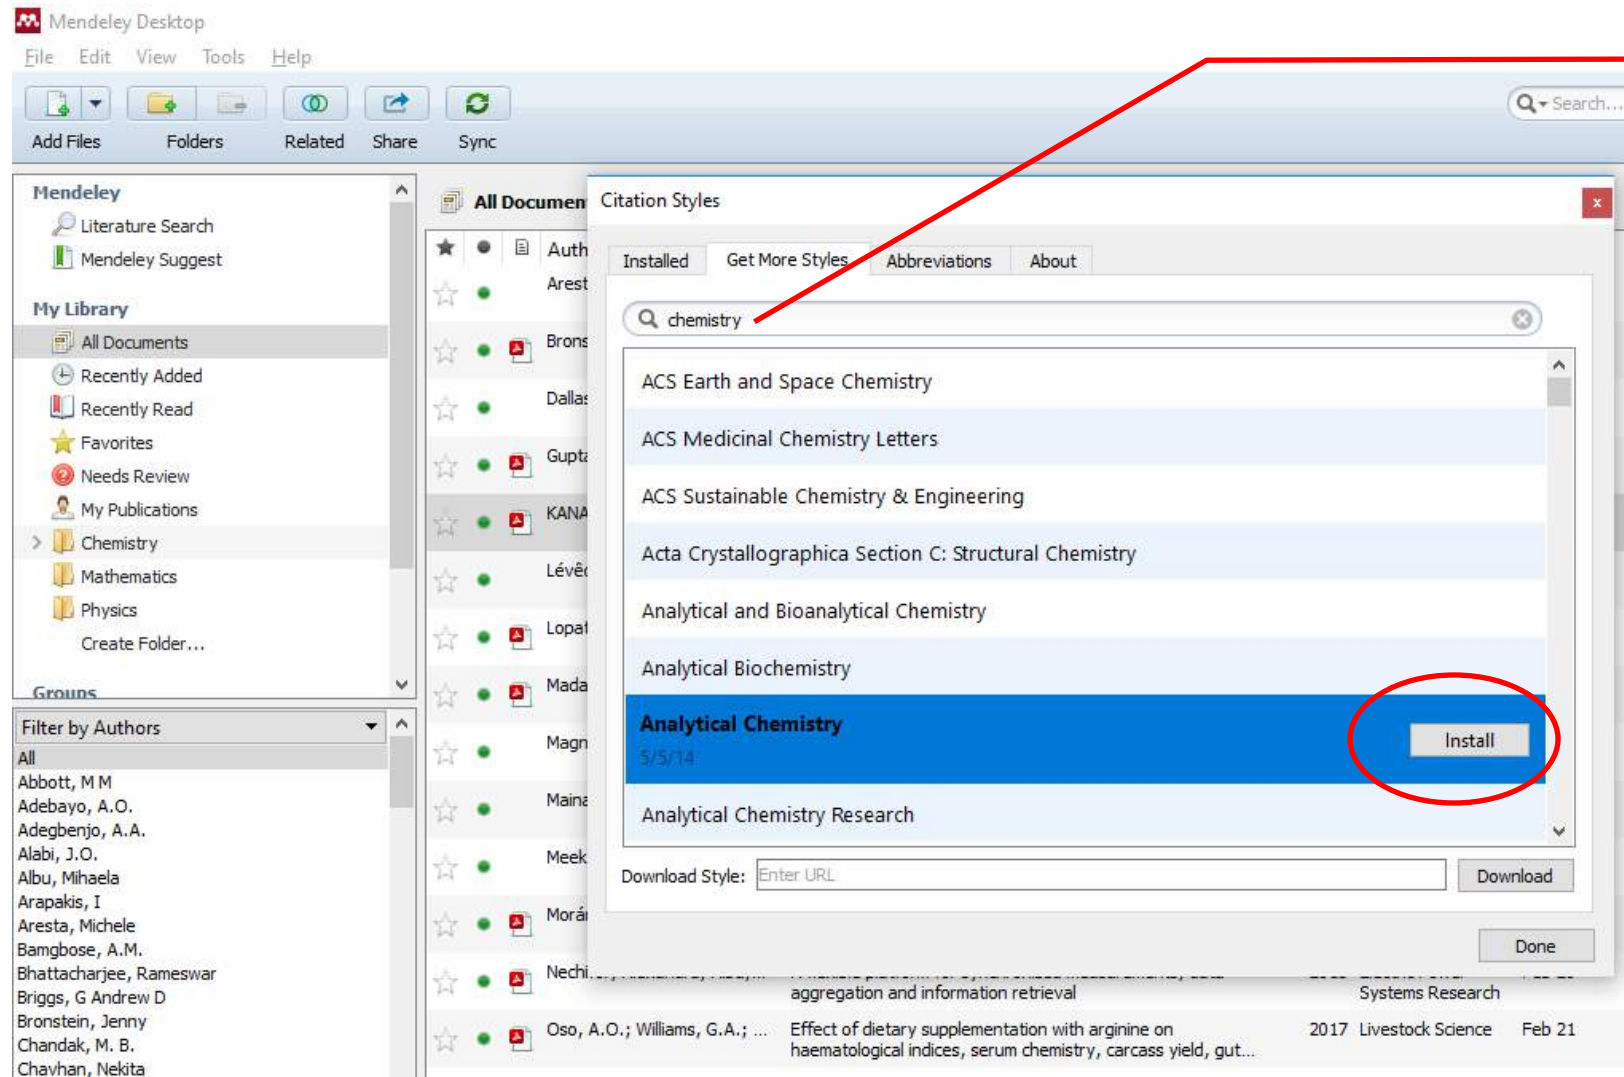 Mendeley Desktop
File Edit View Tools Help
Search...
Add Files Folders Related Share Sync
Mendeley
Literature Search
Mendeley Suggest
My Library
All Documents
Recently Added
Recently Read
Favorites
Needs Review
My Publications
Chemistry
Mathematics
Physics
Create Folder...
Groups
Filter by Authors
All
Abbott, M M
Adebayo, A.O.
Adegbenjo, A.A.
Alabi, J.O.
Albu, Mihaela
Arapakis, I
Aresta, Michele
Bamgbose, A.M.
Bhattacharjee, Rameswar
Briggs, G Andrew D
Bronstein, Jenny
Chandak, M. B.
Chavhan, Nekita
All Documen
Auth
Arest
Brons
Dallas
Gupta
KANA
Lévêc
Lopat
Mada
Magn
Maina
Meek
Morái
Nechi
aggregation and information retrieval
Systems Research
Oso, A.O.; Williams, G.A.; ... Effect of dietary supplementation with arginine on 2017 Livestock Science Feb 21
haematological indices, serum chemistry, carcass yield, gut...
Citation Styles
x
Installed Get More Styles Abbreviations About
chemistry
ACS Earth and Space Chemistry
ACS Medicinal Chemistry Letters
ACS Sustainable Chemistry & Engineering
Acta Crystallographica Section C: Structural Chemistry
Analytical and Bioanalytical Chemistry
Analytical Biochemistry
Analytical Chemistry
5/5/14
Install
Analytical Chemistry Research
Download Style: Enter URL Download
Done